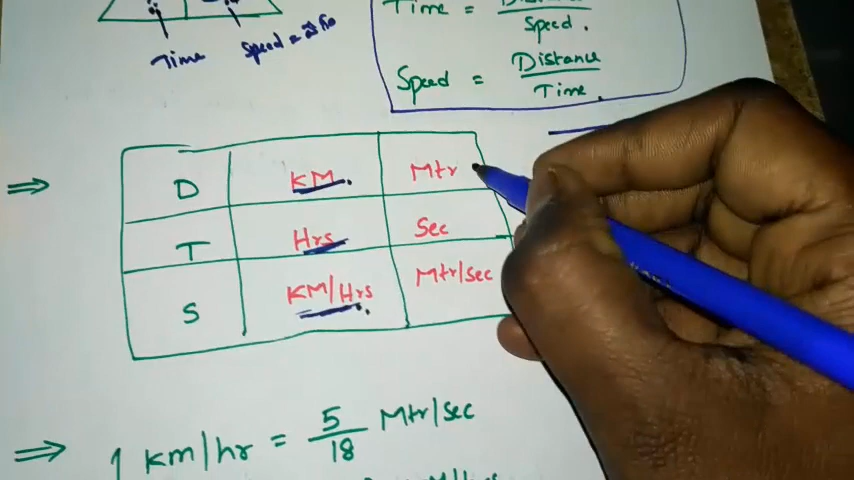 Time = Distance
Speed.
Time
Speed =
Speed = Distance
Time.
⇒
D KM. Mtr
T Hrs Sec
S KM/Hrs. Mtr/Sec
⇒ 1 km/hr = 5/18 Mtr/Sec